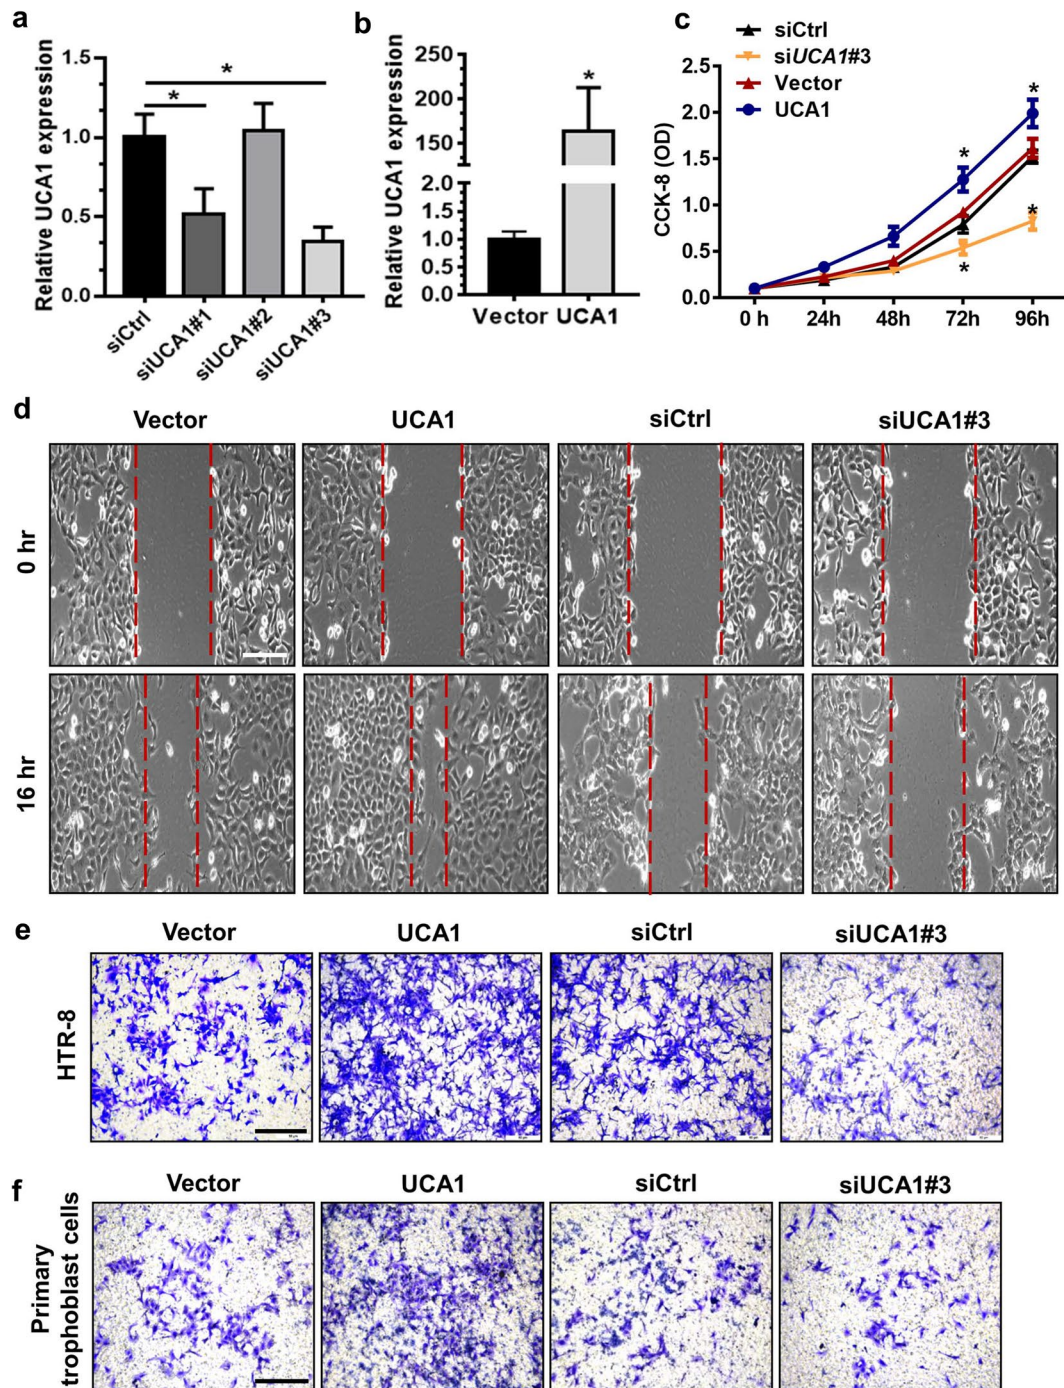 a
Relative UCA1 expression
1.5
1.0
0.5
0.0
*
*
siCtrl
siUCA1#1
siUCA1#2
siUCA1#3
b
Relative UCA1 expression
250
200
150
2.0
1.5
1.0
0.5
0.0
*
Vector UCA1
c
siCtrl
siUCA1#3
Vector
UCA1
CCK-8 (OD)
2.5
2.0
1.5
1.0
0.5
0.0
*
*
*
*
0 h 24h 48h 72h 96h
d
Vector UCA1 siCtrl siUCA1#3
0 hr
16 hr
e
Vector UCA1 siCtrl siUCA1#3
HTR-8
f
Vector UCA1 siCtrl siUCA1#3
Primary
trophoblast cells